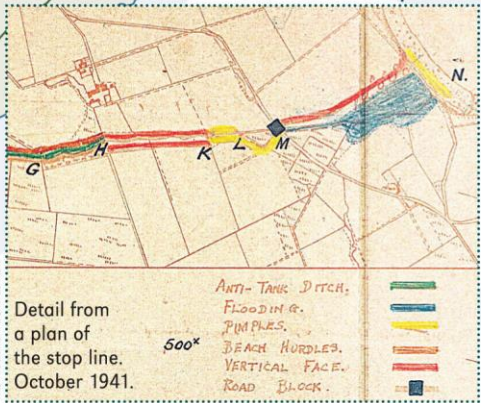 G
H
K
L
M
N.
Detail from
a plan of
the stop line.
October 1941.
500ˣ
ANTI-TANK DITCH.
FLOODING.
PIMPLES.
BEACH HURDLES.
VERTICAL FACE.
ROAD BLOCK.